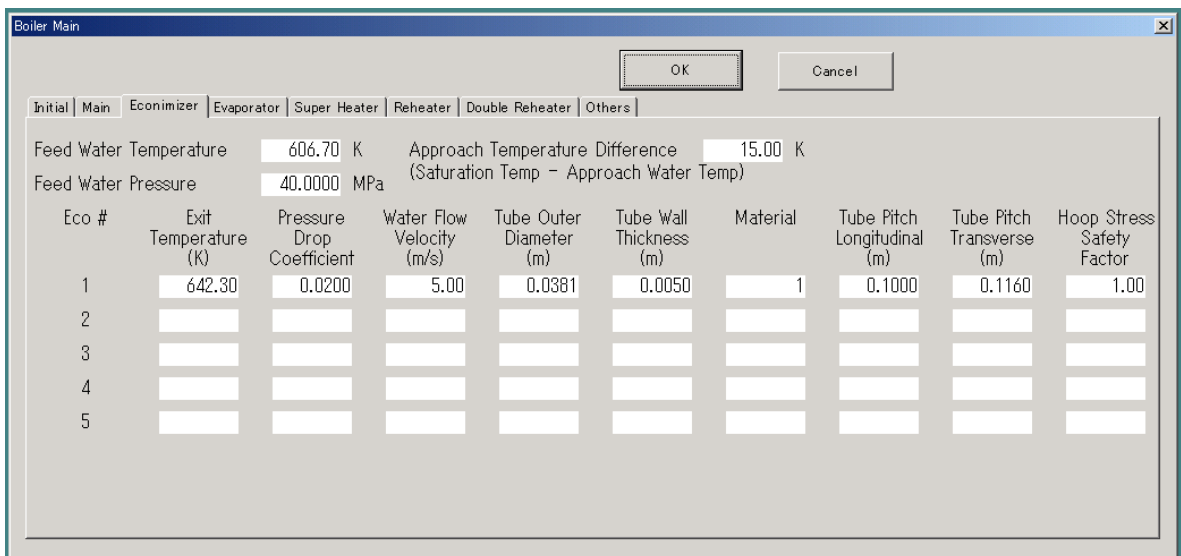 Boiler Main
OK Cancel
Initial Main Econimizer Evaporator Super Heater Reheater Double Reheater Others
Feed Water Temperature 606.70 K Approach Temperature Difference 15.00 K
(Saturation Temp - Approach Water Temp)
Feed Water Pressure 40.0000 MPa
Eco # Exit Pressure Water Flow Tube Outer Tube Wall Material Tube Pitch Tube Pitch Hoop Stress
Temperature Drop Velocity Diameter Thickness Longitudinal Transverse Safety
(K) Coefficient (m/s) (m) (m) (m) (m) Factor
1 642.30 0.0200 5.00 0.0381 0.0050 1 0.1000 0.1160 1.00
2
3
4
5